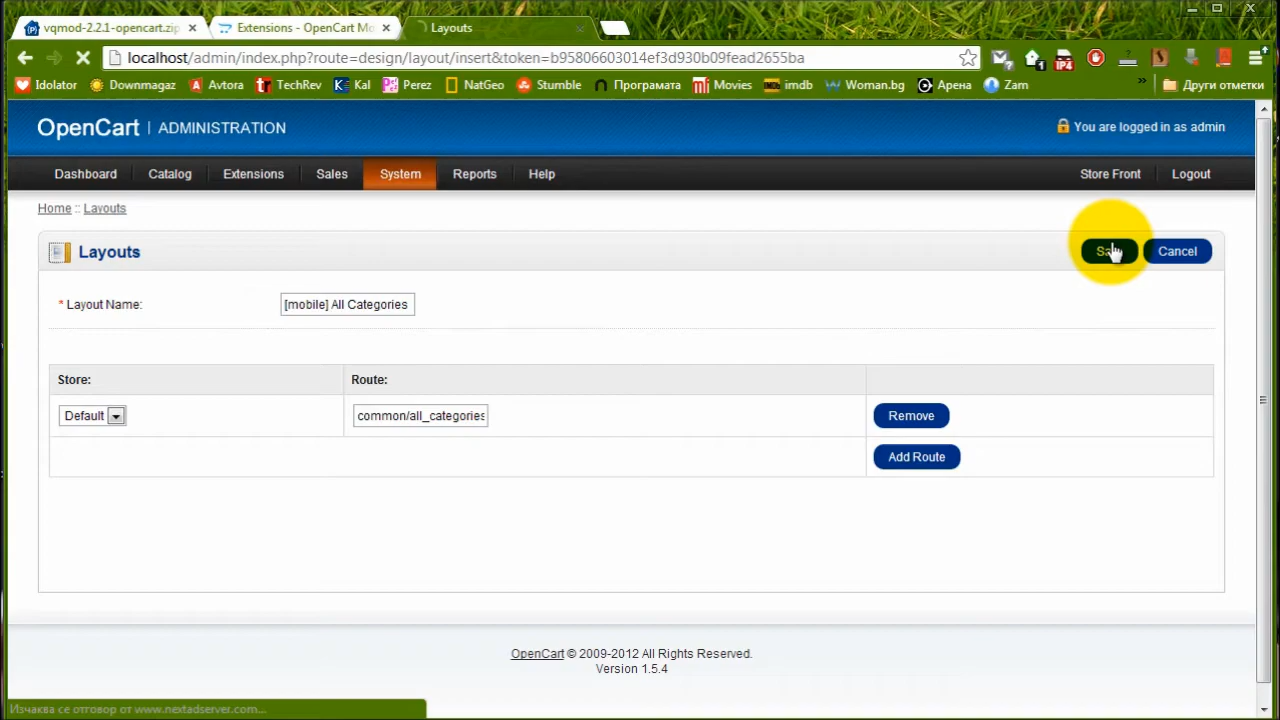 vqmod-2.2.1-opencart.zip
Extensions - OpenCart Mo
Layouts
localhost/admin/index.php?route=design/layout/insert&token=b95806603014ef3d930b09fead2655ba
Idolator Downmagaz Avtora TechRev Kal Perez NatGeo Stumble Програмата Movies imdb Woman.bg Арена Zam » Други отметки
OpenCart | ADMINISTRATION
You are logged in as admin
Dashboard Catalog Extensions Sales System Reports Help Store Front Logout
Home :: Layouts
Layouts
Cancel
* Layout Name: [mobile] All Categories
Store: Route:
Default common/all_categories Remove
Add Route
OpenCart © 2009-2012 All Rights Reserved.
Version 1.5.4
Изчаква се отговор от www.nextadserver.com...